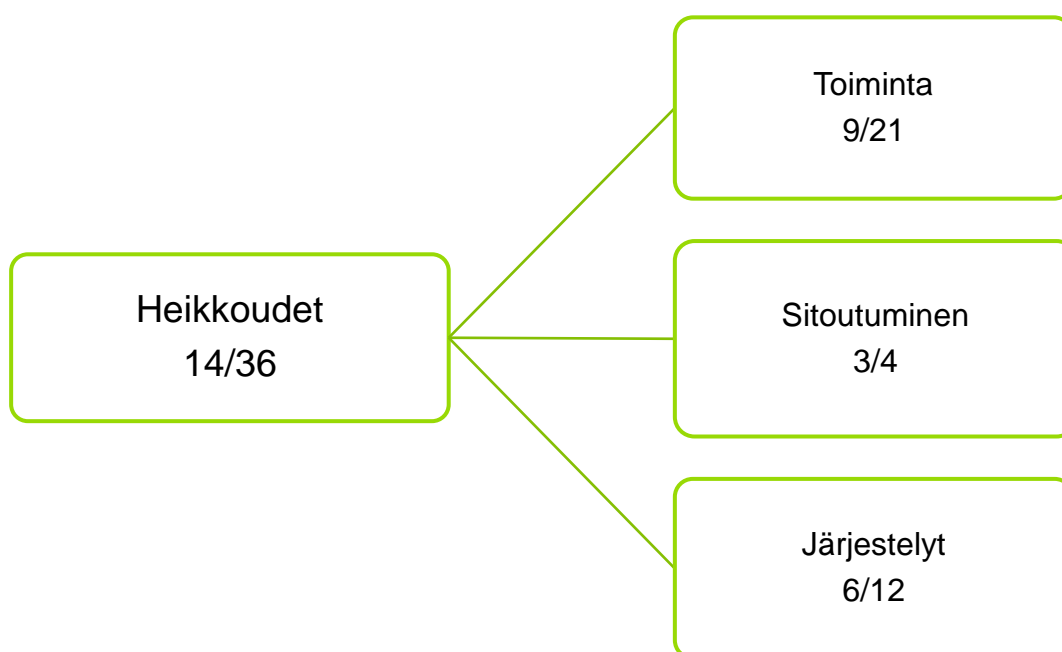 Heikkoudet
14/36
Toiminta
9/21
Sitoutuminen
3/4
Järjestelyt
6/12